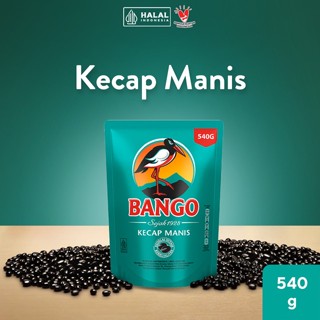 HALAL
INDONESIA
Kecap Manis
540G
BANGO
Sejak 1928
KECAP MANIS
540
g